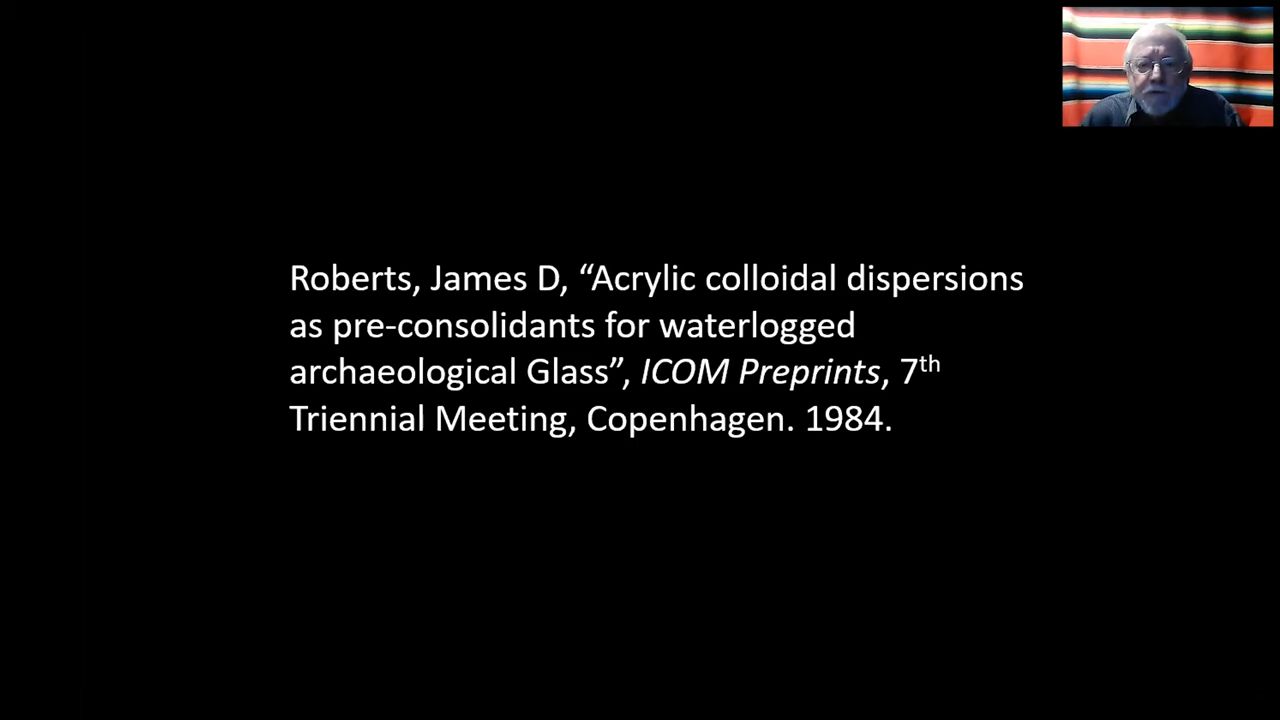 Roberts, James D, “Acrylic colloidal dispersions
as pre-consolidants for waterlogged
archaeological Glass”, ICOM Preprints, 7th
Triennial Meeting, Copenhagen. 1984.